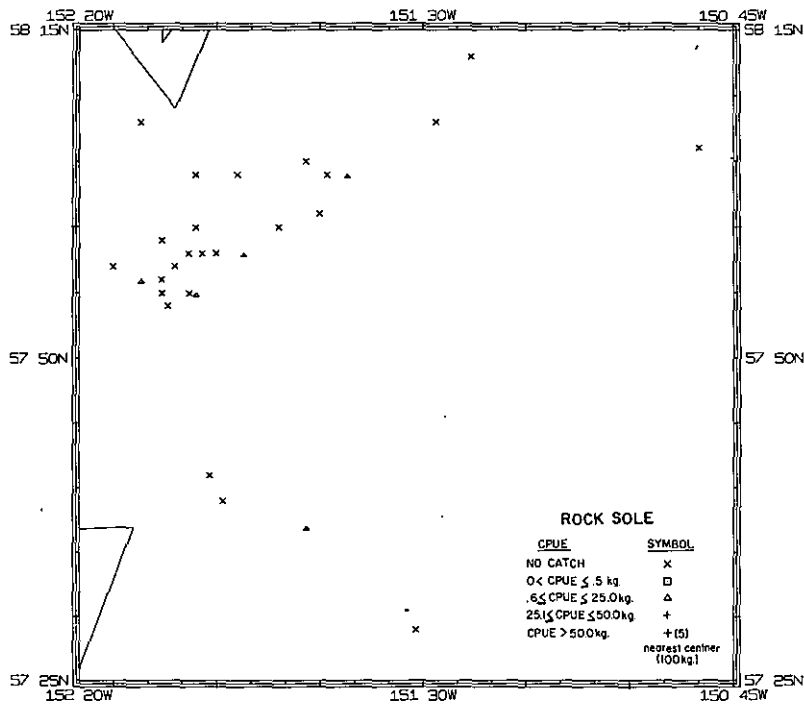 152 20W 151 30W 150 45W
58 15N 58 15N
57 50N 57 50N
ROCK SOLE
CPUE SYMBOL
NO CATCH ×
0< CPUE ≤ .5 kg. □
.6≤ CPUE ≤ 25.0kg. △
25.1≤ CPUE ≤50.0kg. +
CPUE > 50.0kg. +(5)
nearest centner
(100kg.)
57 25N 57 25N
152 20W 151 30W 150 45W